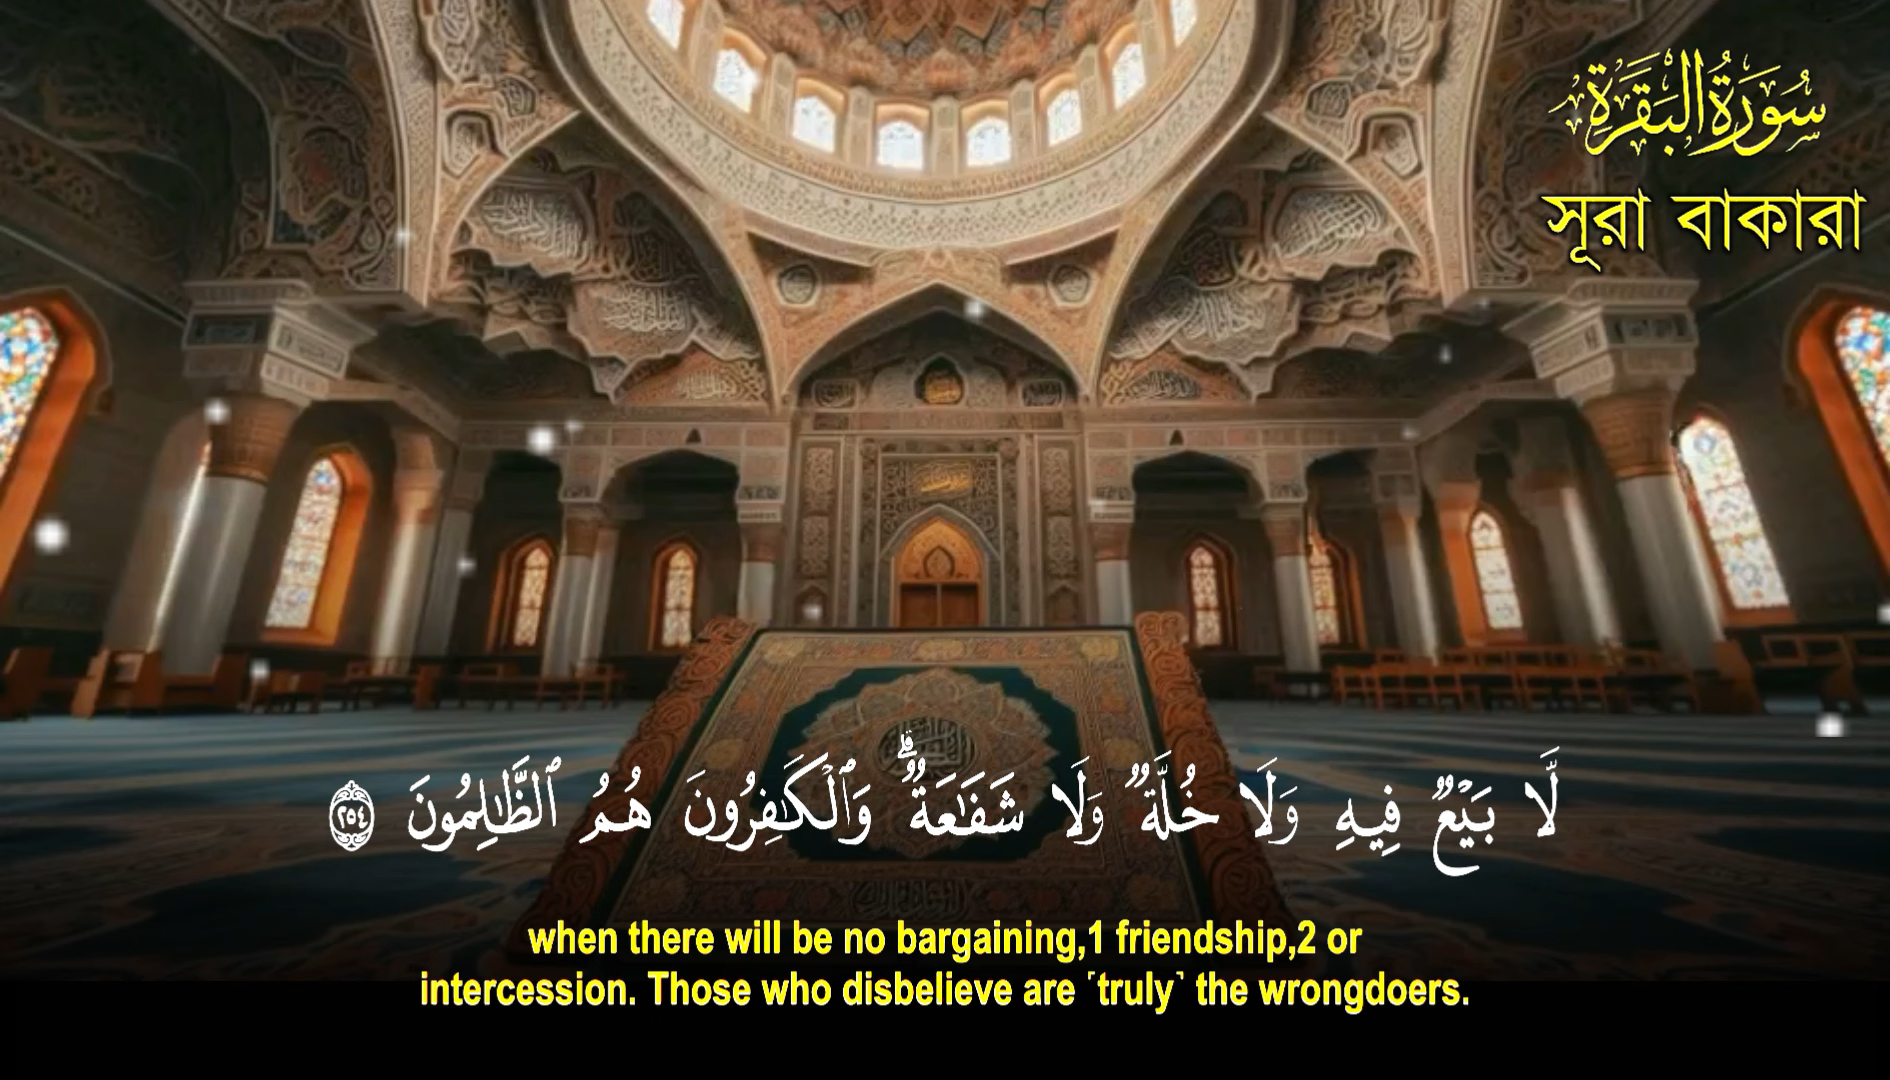 سُورَةُ البَقَرَةِ
সূরা বাকারা
لَّا بَيْعٌ فِيهِ وَلَا خُلَّةٌ وَلَا شَفَٰعَةٌ ۗ وَٱلْكَٰفِرُونَ هُمُ ٱلظَّٰلِمُونَ ٢٥٤
when there will be no bargaining,1 friendship,2 or
intercession. Those who disbelieve are ˹truly˺ the wrongdoers.